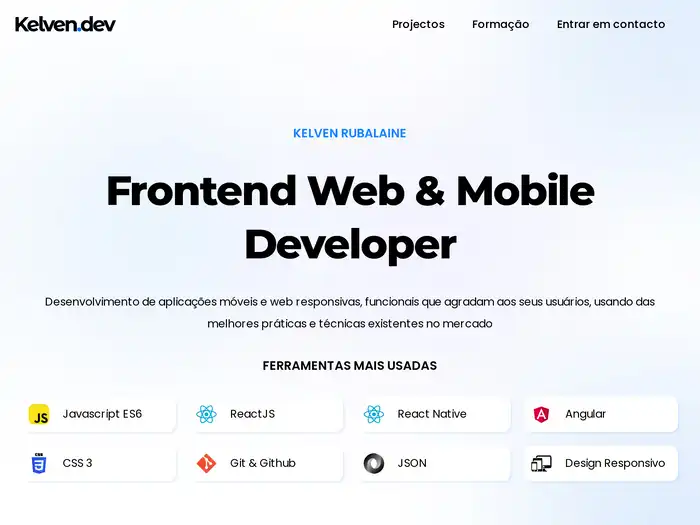 Kelven.dev
Projectos
Formação
Entrar em contacto
KELVEN RUBALAINE
Frontend Web & Mobile
Developer
Desenvolvimento de aplicações móveis e web responsivas, funcionais que agradam aos seus usuários, usando das
melhores práticas e técnicas existentes no mercado
FERRAMENTAS MAIS USADAS
JS
Javascript ES6
ReactJS
React Native
A
Angular
CSS
3
CSS 3
Git & Github
JSON
Design Responsivo